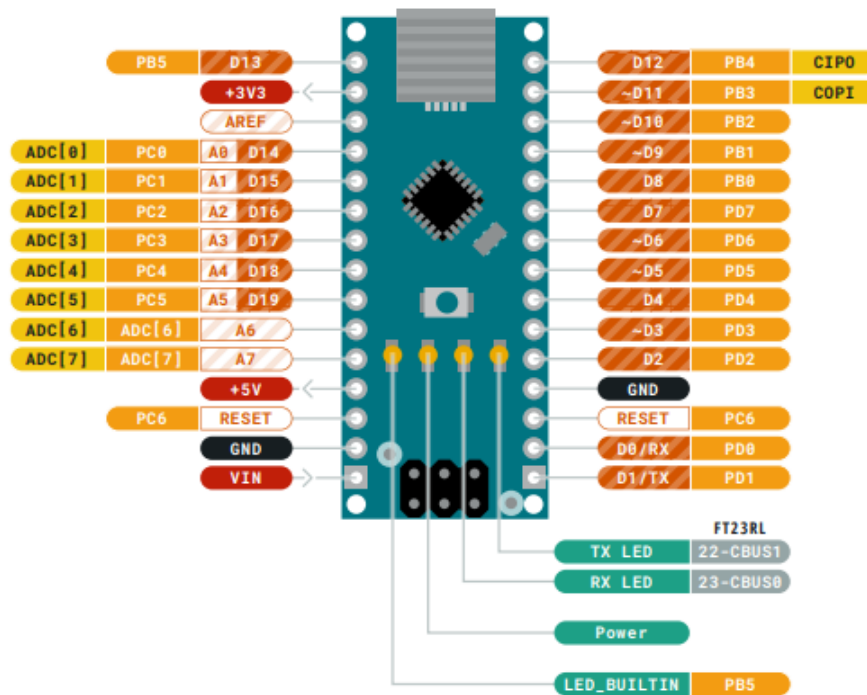 PB5 D13
+3V3
AREF
ADC[0] PC0 A0 D14
ADC[1] PC1 A1 D15
ADC[2] PC2 A2 D16
ADC[3] PC3 A3 D17
ADC[4] PC4 A4 D18
ADC[5] PC5 A5 D19
ADC[6] ADC[6] A6
ADC[7] ADC[7] A7
+5V
PC6 RESET
GND
VIN
D12 PB4 CIPO
~D11 PB3 COPI
~D10 PB2
~D9 PB1
D8 PB0
D7 PD7
~D6 PD6
~D5 PD5
D4 PD4
~D3 PD3
D2 PD2
GND
RESET PC6
D0/RX PD0
D1/TX PD1
FT23RL
TX LED 22-CBUS1
RX LED 23-CBUS0
Power
LED_BUILTIN PB5